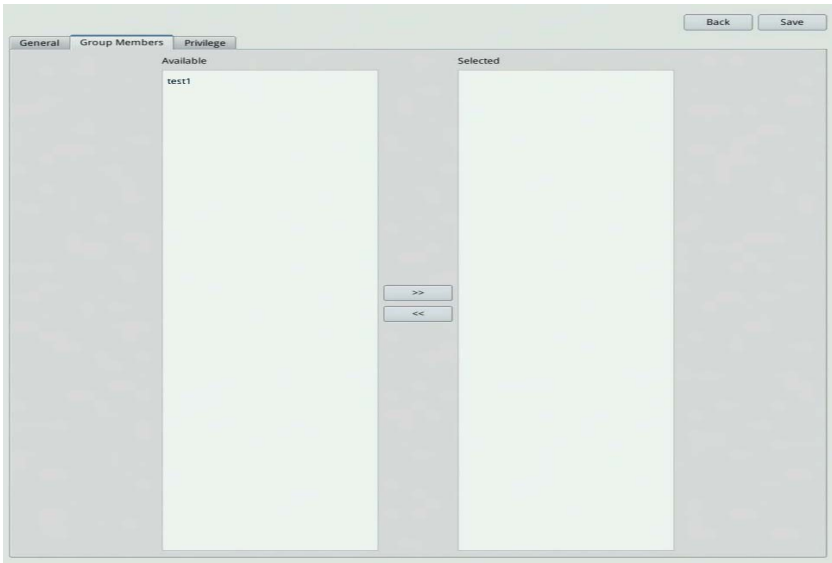 Back Save
General Group Members Privilege
Available Selected
test1
>>
<<